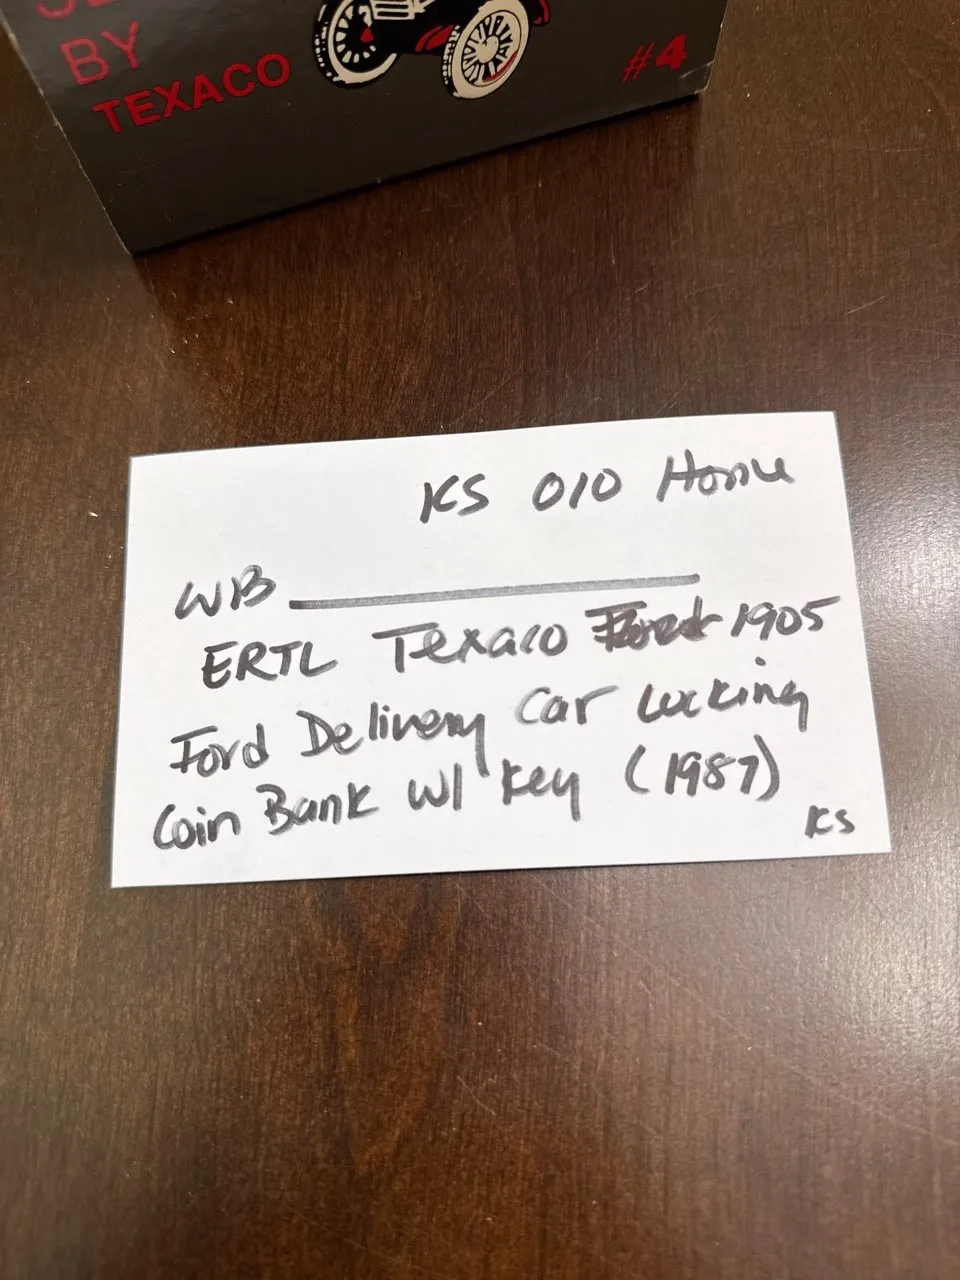 BY
TEXACO
#4
KS 010 Home
WB
ERTL Texaco Ford 1905
Ford Delivery Car Locking
Coin Bank W/ Key (1987)
KS